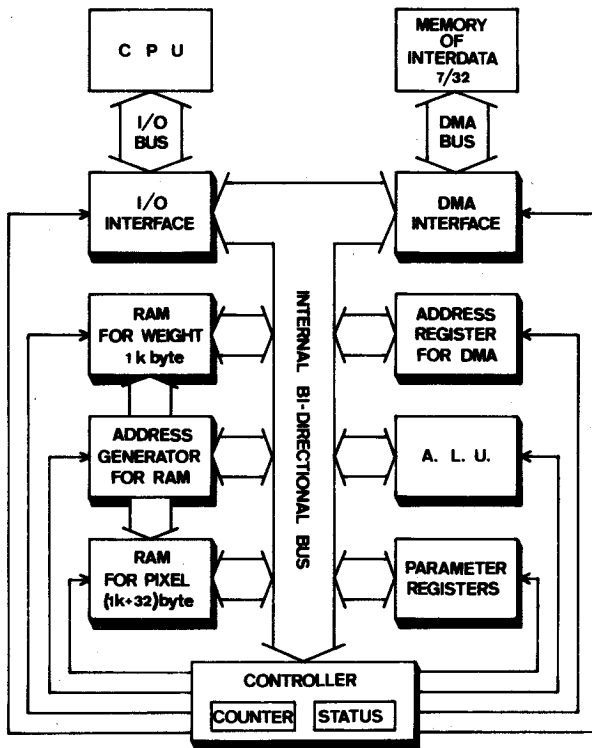 C P U
MEMORY
OF
INTERDATA
7/32
I/O
BUS
DMA
BUS
I/O
INTERFACE
DMA
INTERFACE
RAM
FOR WEIGHT
1k byte
INTERNAL BI-DIRECTIONAL BUS
ADDRESS
REGISTER
FOR DMA
ADDRESS
GENERATOR
FOR RAM
A. L. U.
RAM
FOR PIXEL
(1k+32)byte
PARAMETER
REGISTERS
CONTROLLER
COUNTER
STATUS